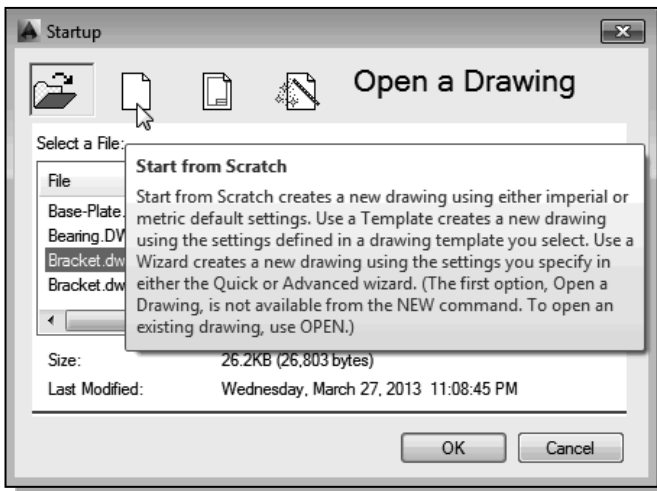 Startup
Open a Drawing
Select a File:
File
Base-Plate.
Bearing.DW
Bracket.dw
Bracket.dw
Start from Scratch
Start from Scratch creates a new drawing using either imperial or
metric default settings. Use a Template creates a new drawing
using the settings defined in a drawing template you select. Use a
Wizard creates a new drawing using the settings you specify in
either the Quick or Advanced wizard. (The first option, Open a
Drawing, is not available from the NEW command. To open an
existing drawing, use OPEN.)
Size: 26.2KB (26,803 bytes)
Last Modified: Wednesday, March 27, 2013 11:08:45 PM
OK Cancel